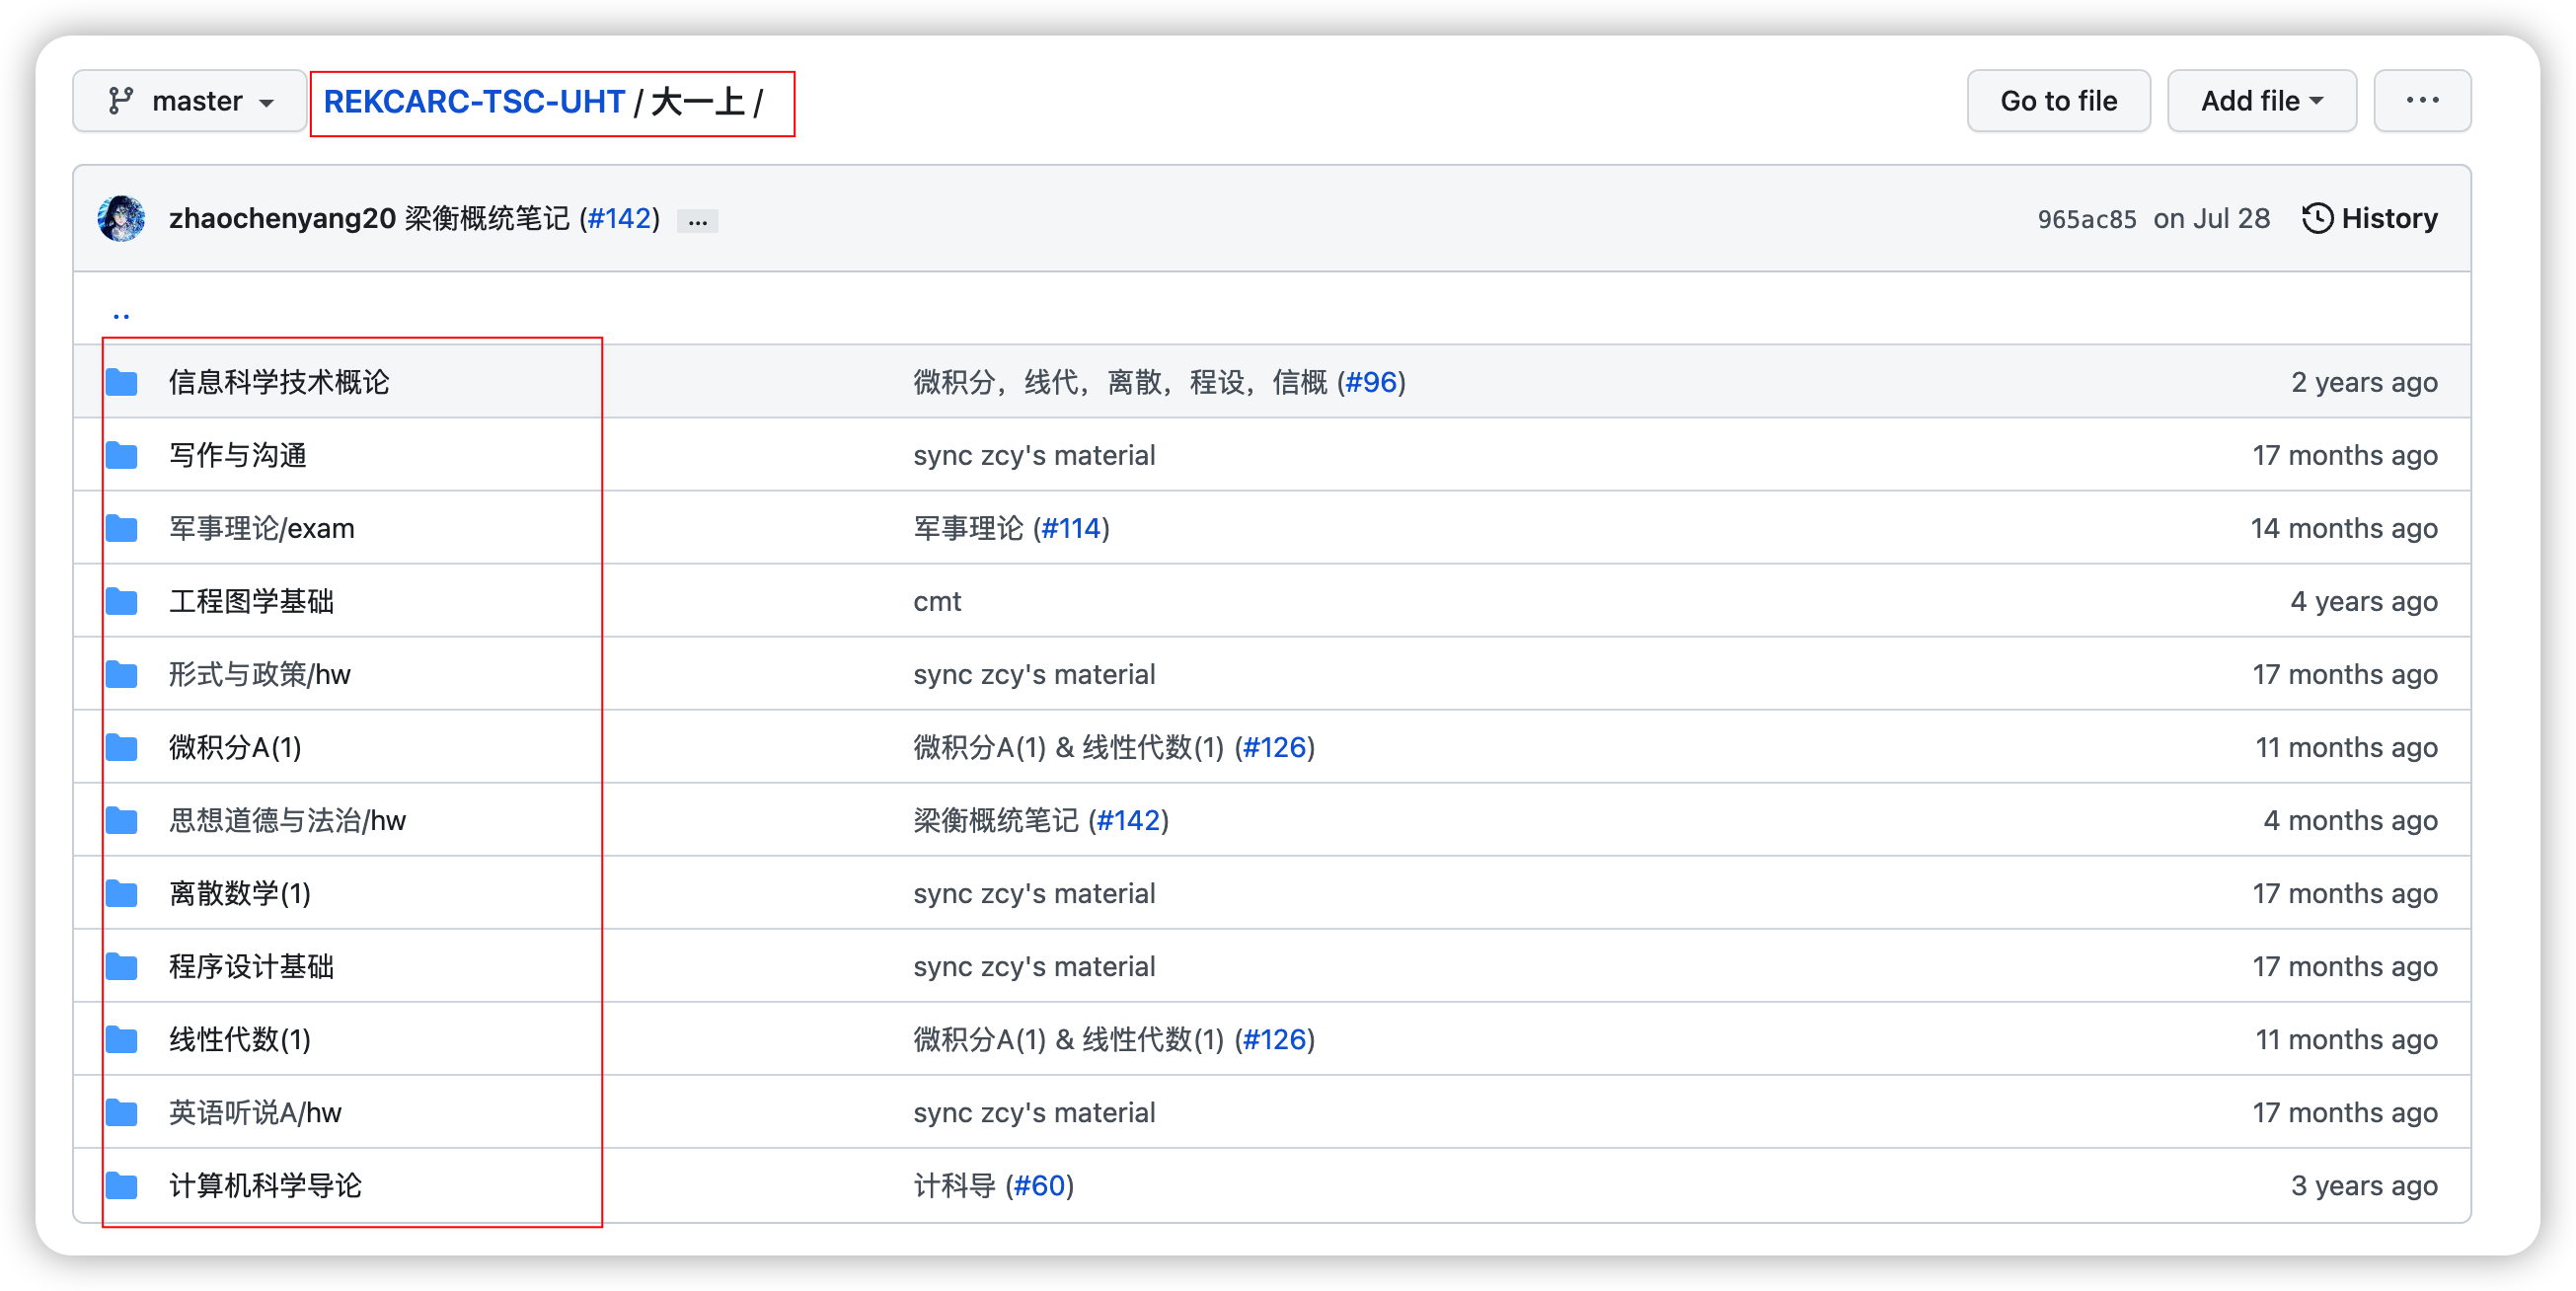 master REKCARC-TSC-UHT / 大一上 / Go to file Add file ...
zhaochenyang20 梁衡概统笔记 (#142) ... 965ac85 on Jul 28 History
..
信息科学技术概论 微积分，线代，离散，程设，信概 (#96) 2 years ago
写作与沟通 sync zcy's material 17 months ago
军事理论/exam 军事理论 (#114) 14 months ago
工程图学基础 cmt 4 years ago
形式与政策/hw sync zcy's material 17 months ago
微积分A(1) 微积分A(1) & 线性代数(1) (#126) 11 months ago
思想道德与法治/hw 梁衡概统笔记 (#142) 4 months ago
离散数学(1) sync zcy's material 17 months ago
程序设计基础 sync zcy's material 17 months ago
线性代数(1) 微积分A(1) & 线性代数(1) (#126) 11 months ago
英语听说A/hw sync zcy's material 17 months ago
计算机科学导论 计科导 (#60) 3 years ago